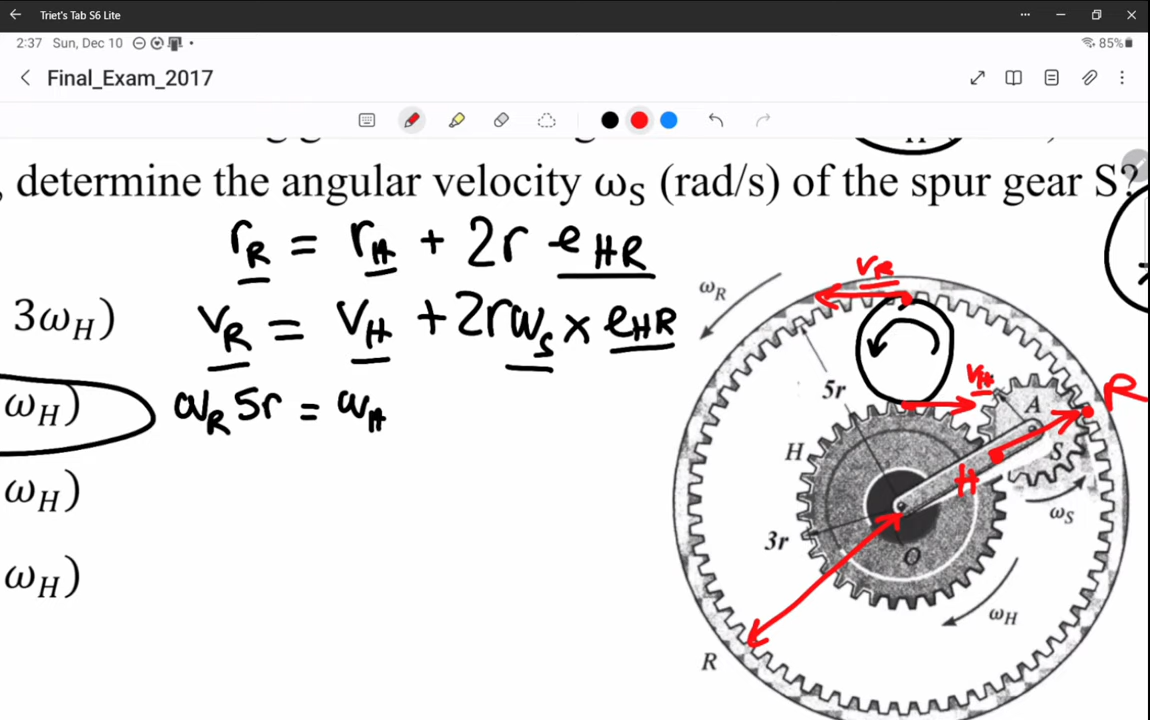 Triet's Tab S6 Lite
2:37 Sun, Dec 10 85%
Final_Exam_2017
, determine the angular velocity ωS (rad/s) of the spur gear S?
rR = rH + 2r eHR
3ωH)
vR = vH + 2rωS × eHR
ωH)
ωR 5r = ωH
ωH)
ωH)
vR
ωR
5r
vH
A
R
H
S
H
ωS
3r
O
ωH
R